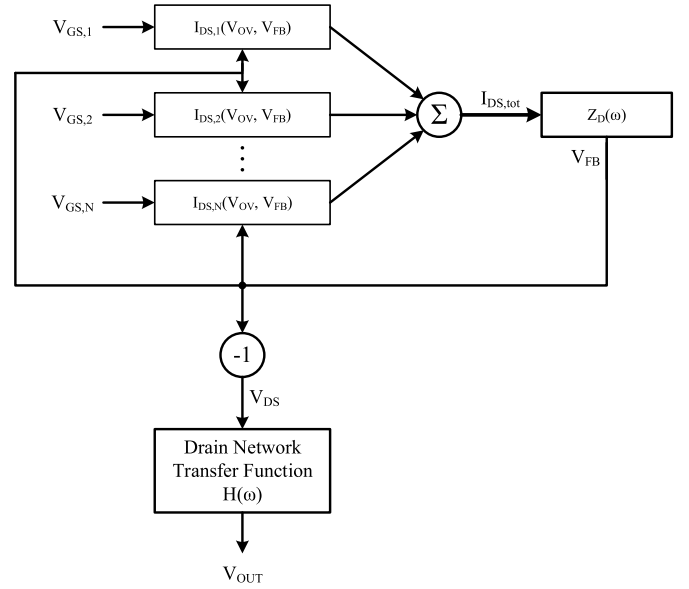 V_GS,1
I_DS,1(V_OV, V_FB)
V_GS,2
I_DS,2(V_OV, V_FB)
Σ
I_DS,tot
Z_D(ω)
V_FB
V_GS,N
I_DS,N(V_OV, V_FB)
-1
V_DS
Drain Network
Transfer Function
H(ω)
V_OUT